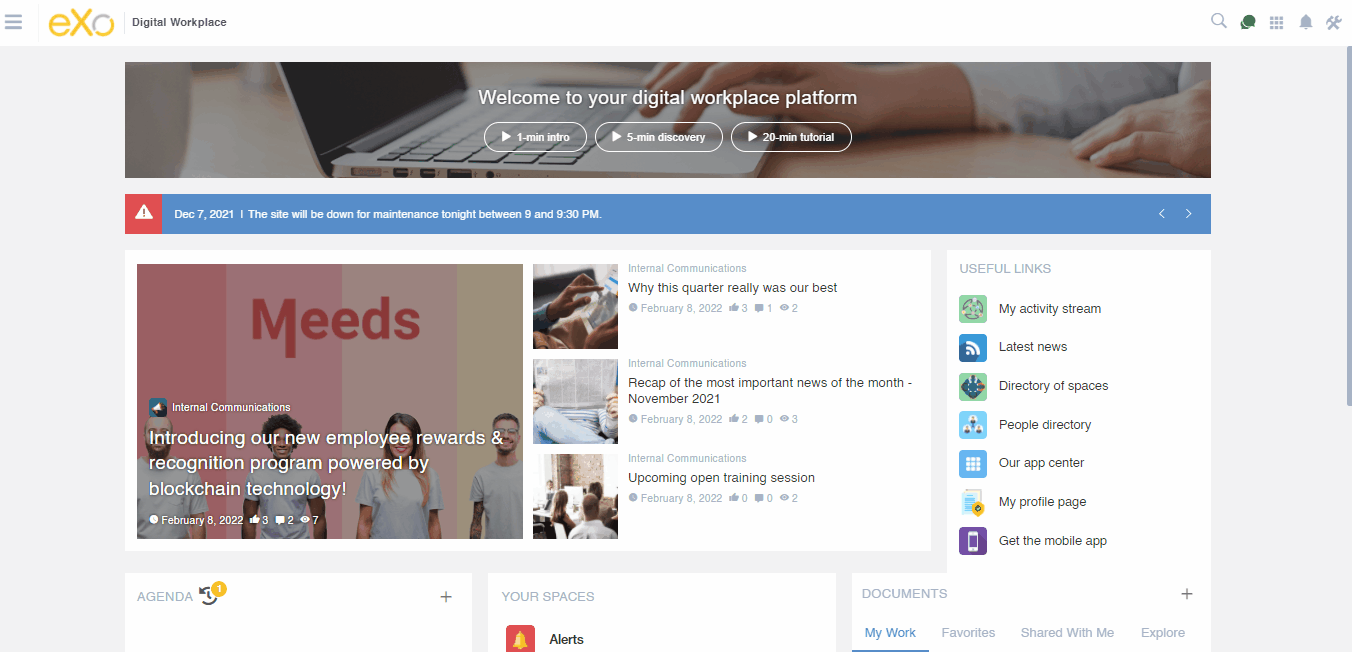 eXo
Digital Workplace
Welcome to your digital workplace platform
1-min intro
5-min discovery
20-min tutorial
Dec 7, 2021 | The site will be down for maintenance tonight between 9 and 9:30 PM.
Meeds
Internal Communications
Introducing our new employee rewards &
recognition program powered by
blockchain technology!
February 8, 2022 3 2 7
Internal Communications
Why this quarter really was our best
February 8, 2022 3 1 2
Internal Communications
Recap of the most important news of the month -
November 2021
February 8, 2022 2 0 3
Internal Communications
Upcoming open training session
February 8, 2022 0 0 2
USEFUL LINKS
My activity stream
Latest news
Directory of spaces
People directory
Our app center
My profile page
Get the mobile app
AGENDA 1
YOUR SPACES
Alerts
DOCUMENTS
My Work Favorites Shared With Me Explore